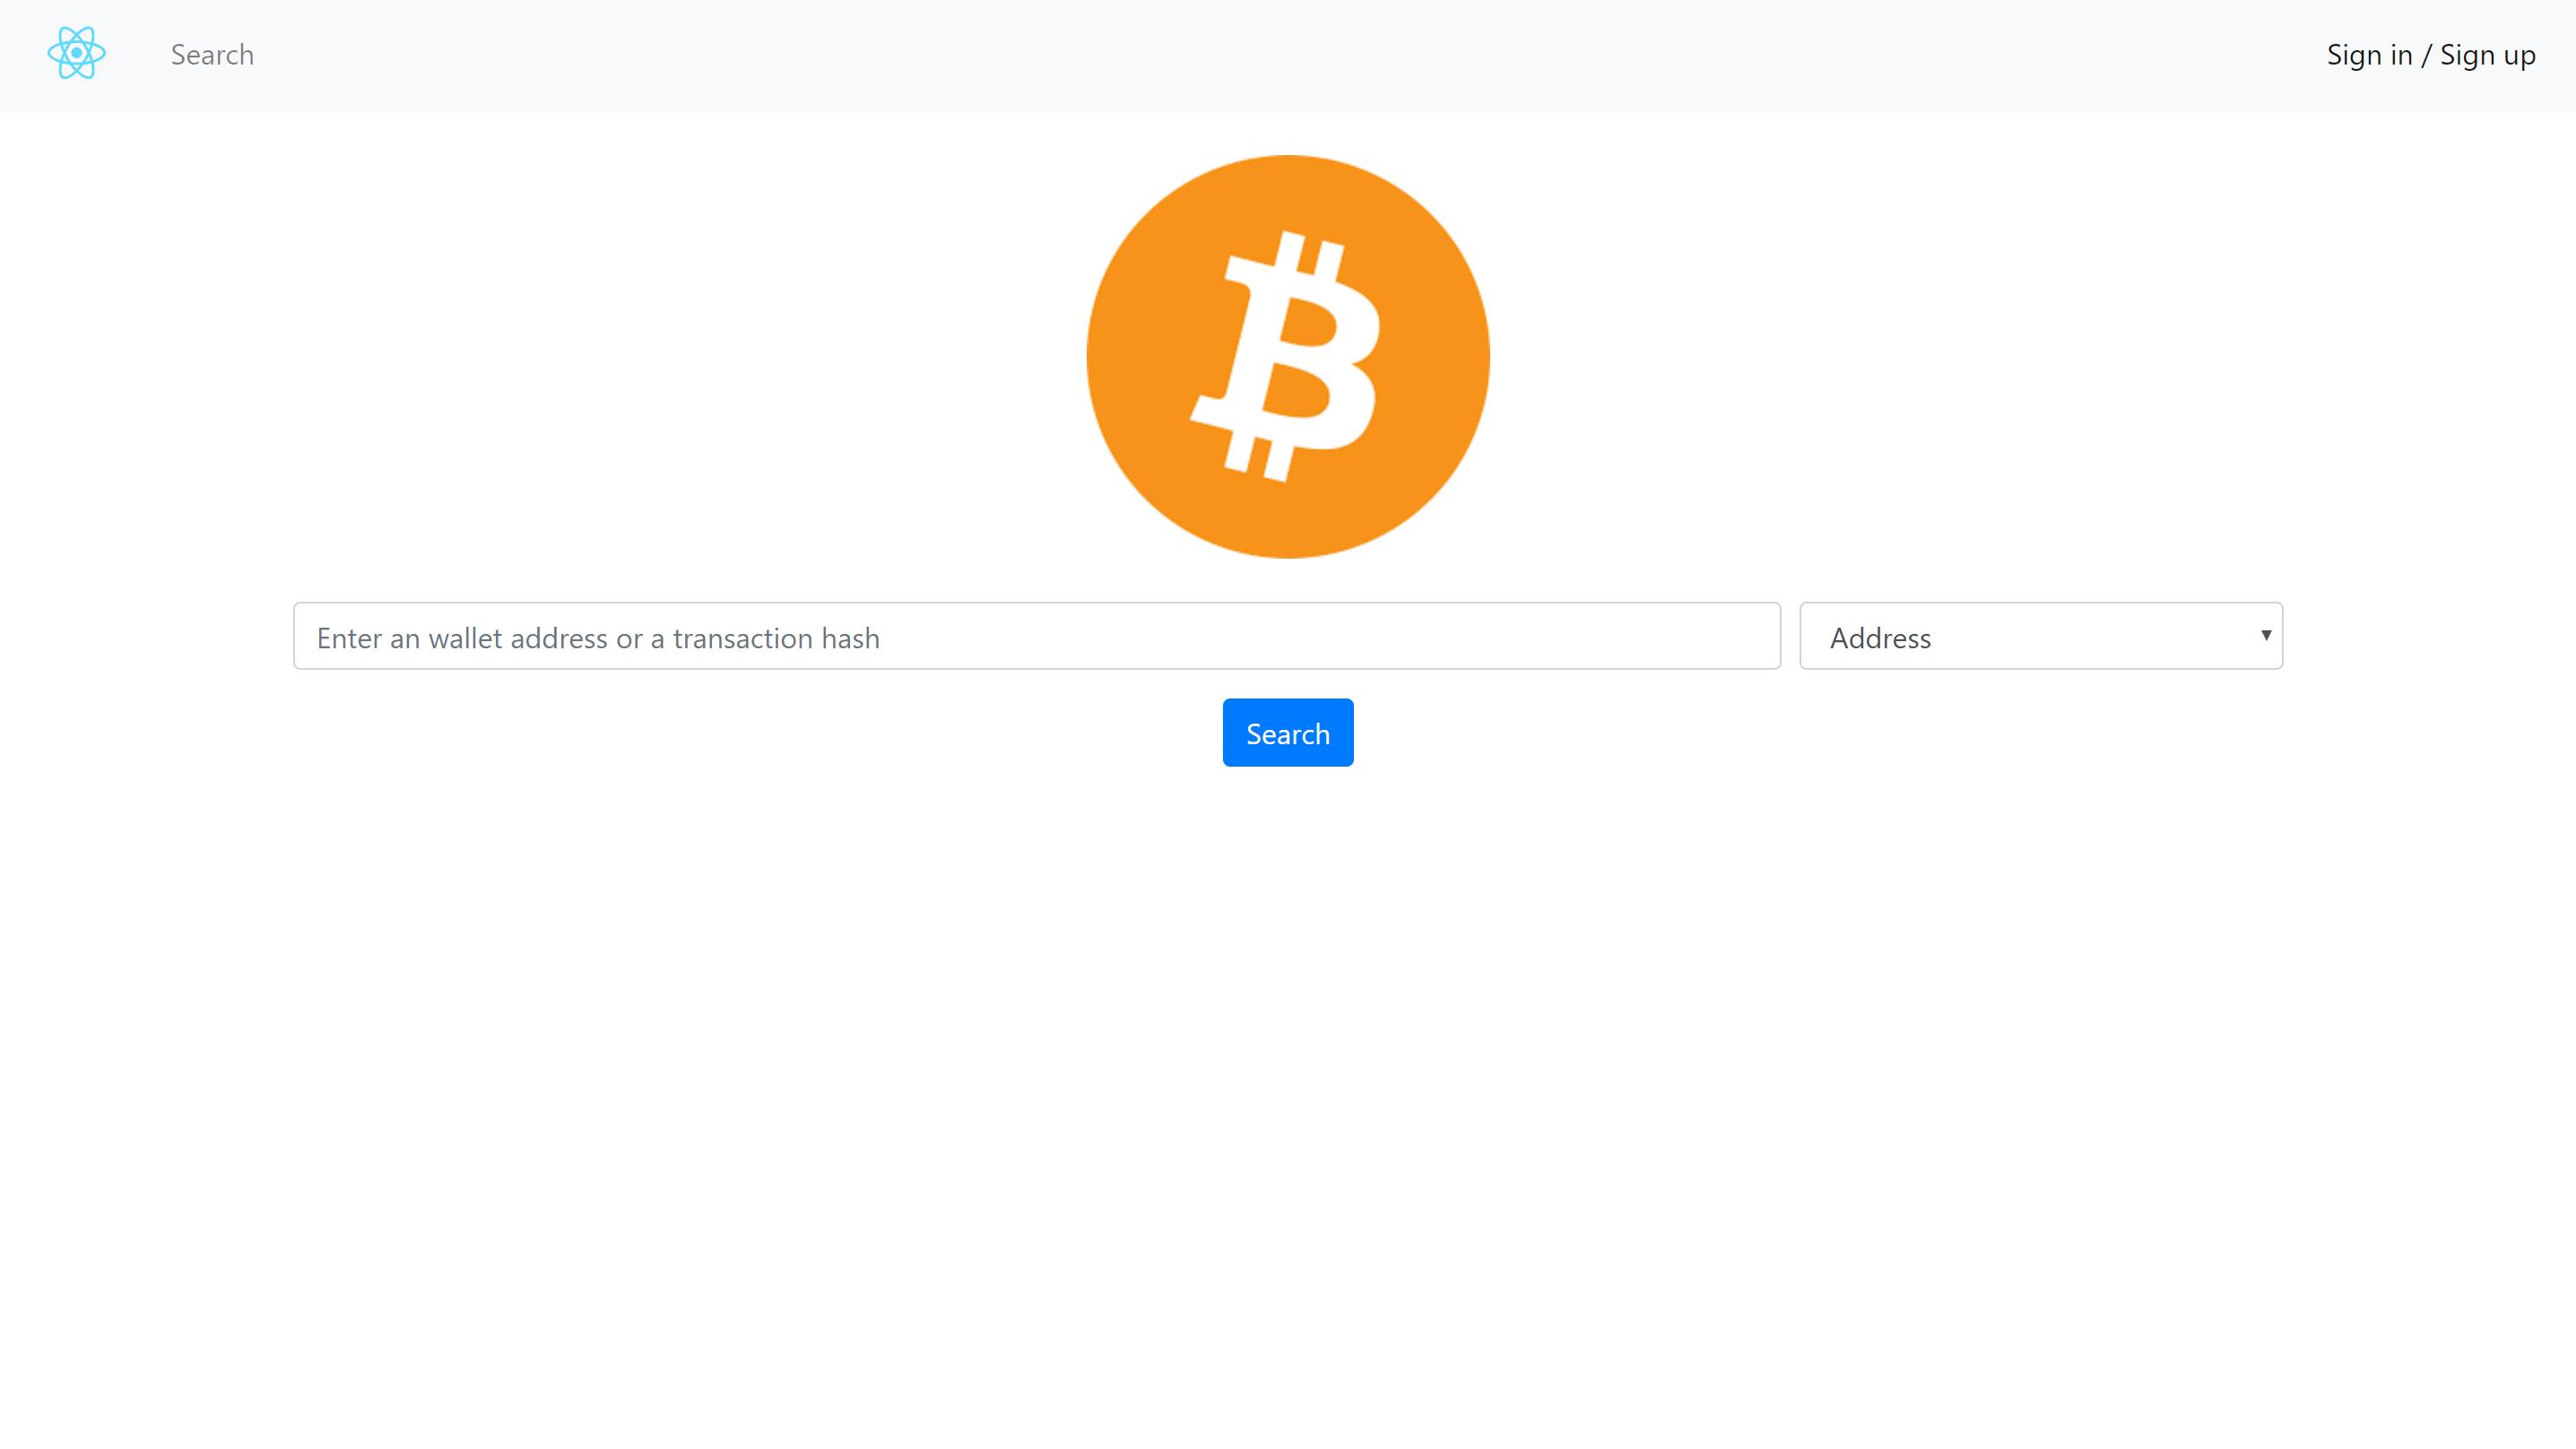 Search
Sign in / Sign up
Enter an wallet address or a transaction hash
Address
Search